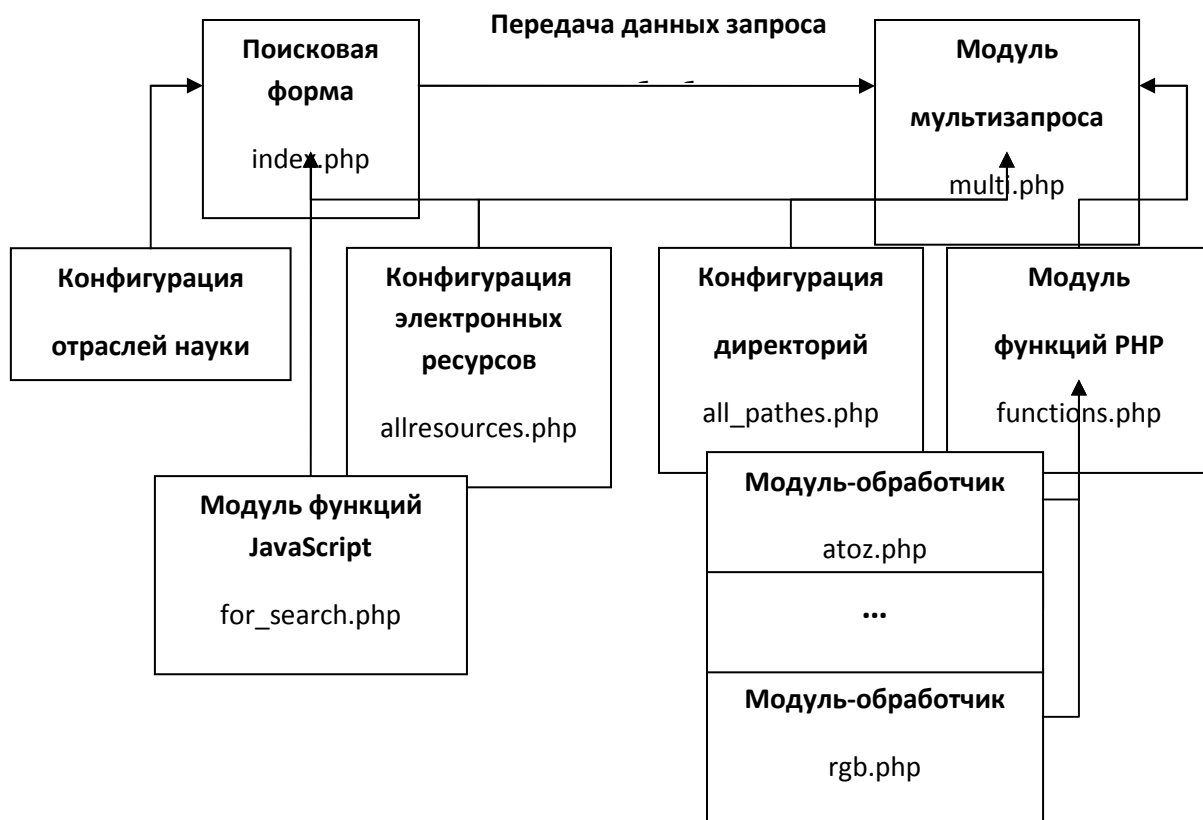 Передача данных запроса
Поисковая
форма
index.php
Модуль
мультизапроса
multi.php
Конфигурация
отраслей науки
Конфигурация
электронных
ресурсов
allresources.php
Конфигурация
директорий
all_pathes.php
Модуль
функций PHP
functions.php
Модуль функций
JavaScript
for_search.php
Модуль-обработчик
atoz.php
...
Модуль-обработчик
rgb.php